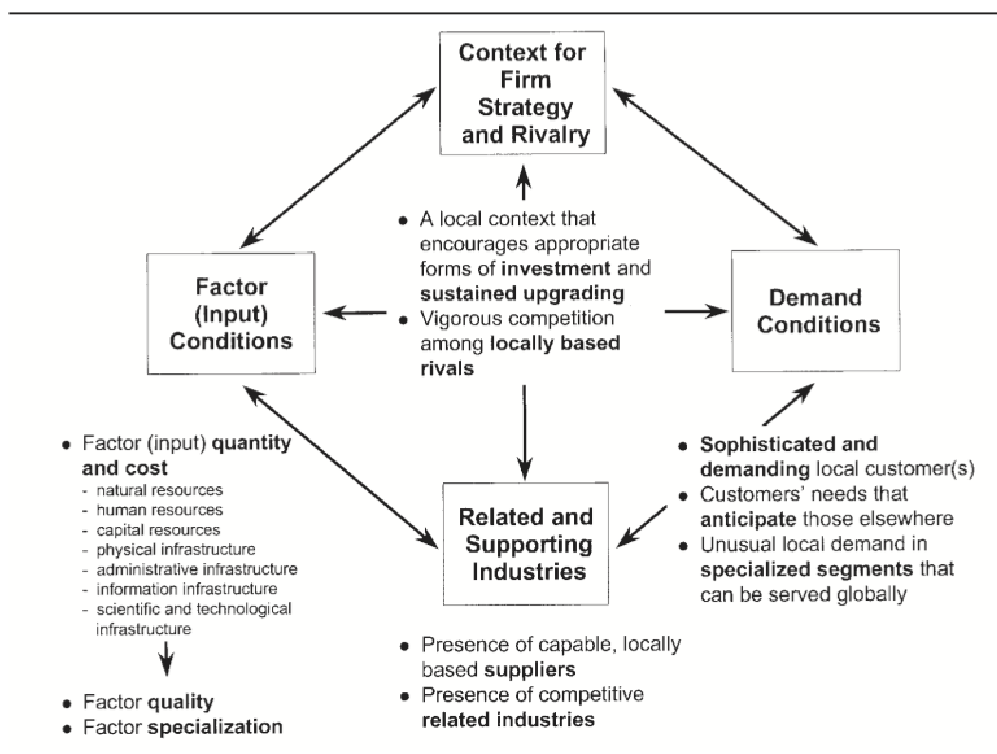 Context for
Firm
Strategy
and Rivalry
● A local context that
encourages appropriate
forms of investment and
sustained upgrading
● Vigorous competition
among locally based
rivals
Factor
(Input)
Conditions
Demand
Conditions
● Factor (input) quantity
and cost
- natural resources
- human resources
- capital resources
- physical infrastructure
- administrative infrastructure
- information infrastructure
- scientific and technological
infrastructure
● Factor quality
● Factor specialization
Related and
Supporting
Industries
● Presence of capable, locally
based suppliers
● Presence of competitive
related industries
● Sophisticated and
demanding local customer(s)
● Customers' needs that
anticipate those elsewhere
● Unusual local demand in
specialized segments that
can be served globally